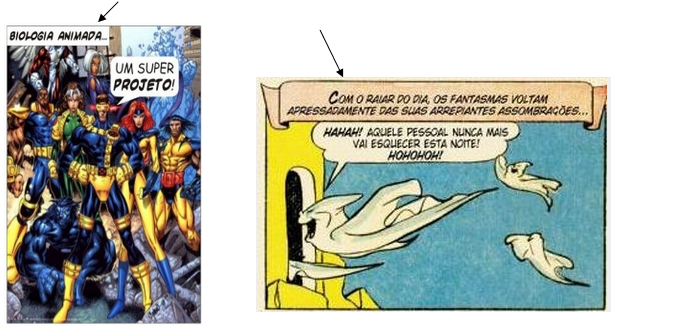 BIOLOGIA ANIMADA...
UM SUPER
PROJETO!
COM O RAIAR DO DIA, OS FANTASMAS VOLTAM
APRESSADAMENTE DAS SUAS ARREPIANTES ASSOMBRAÇÕES...
HAHAH! AQUELE PESSOAL NUNCA MAIS
VAI ESQUECER ESTA NOITE!
HOHOHOH!